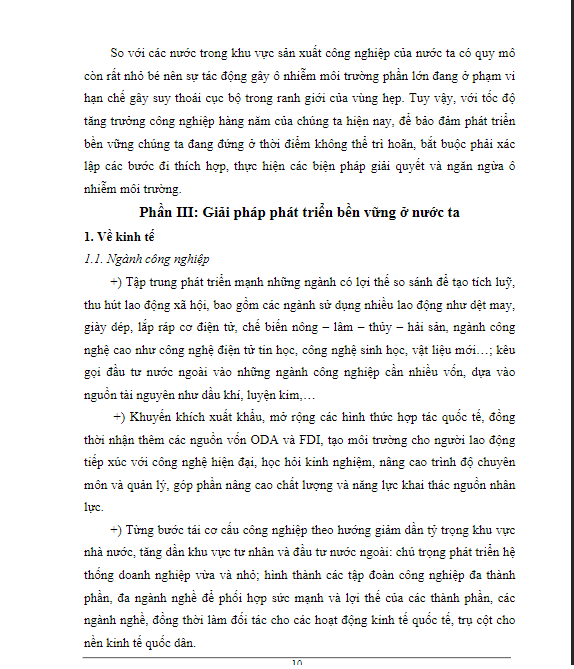 So với các nước trong khu vực sản xuất công nghiệp của nước ta có quy mô
còn rất nhỏ bé nên sự tác động gây ô nhiễm môi trường phần lớn đang ở phạm vi
hạn chế gây suy thoái cục bộ trong ranh giới của vùng hẹp. Tuy vậy, với tốc độ
tăng trưởng công nghiệp hàng năm của chúng ta hiện nay, để bảo đảm phát triển
bền vững chúng ta đang đứng ở thời điểm không thể trì hoãn, bắt buộc phải xác
lập các bước đi thích hợp, thực hiện các biện pháp giải quyết và ngăn ngừa ô
nhiễm môi trường.
Phần III: Giải pháp phát triển bền vững ở nước ta
1. Về kinh tế
1.1. Ngành công nghiệp
+) Tập trung phát triển mạnh những ngành có lợi thế so sánh để tạo tích luỹ,
thu hút lao động xã hội, bao gồm các ngành sử dụng nhiều lao động như dệt may,
giày dép, lắp ráp cơ điện tử, chế biến nông – lâm – thủy – hải sản, ngành công
nghệ cao như công nghệ điện tử tin học, công nghệ sinh học, vật liệu mới…; kêu
gọi đầu tư nước ngoài vào những ngành công nghiệp cần nhiều vốn, dựa vào
nguồn tài nguyên như dầu khí, luyện kim,…
+) Khuyến khích xuất khẩu, mở rộng các hình thức hợp tác quốc tế, đồng
thời nhận thêm các nguồn vốn ODA và FDI, tạo môi trường cho người lao động
tiếp xúc với công nghệ hiện đại, học hỏi kinh nghiệm, nâng cao trình độ chuyên
môn và quản lý, góp phần nâng cao chất lượng và năng lực khai thác nguồn nhân
lực.
+) Từng bước tái cơ cấu công nghiệp theo hướng giảm dần tỷ trọng khu vực
nhà nước, tăng dần khu vực tư nhân và đầu tư nước ngoài: chú trọng phát triển hệ
thống doanh nghiệp vừa và nhỏ; hình thành các tập đoàn công nghiệp đa thành
phần, đa ngành nghề để phối hợp sức mạnh và lợi thế của các thành phần, các
ngành nghề, đồng thời làm đối tác cho các hoạt động kinh tế quốc tế, trụ cột cho
nền kinh tế quốc dân.
10